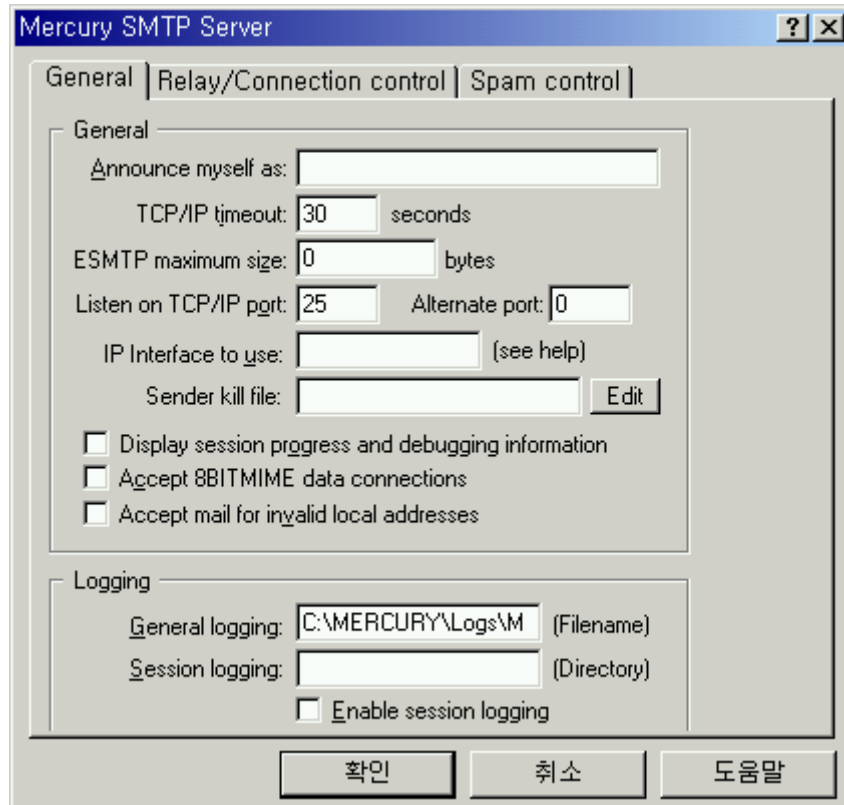 Mercury SMTP Server
General Relay/Connection control Spam control
General
Announce myself as:
TCP/IP timeout: 30 seconds
ESMTP maximum size: 0 bytes
Listen on TCP/IP port: 25 Alternate port: 0
IP Interface to use: (see help)
Sender kill file: Edit
Display session progress and debugging information
Accept 8BITMIME data connections
Accept mail for invalid local addresses
Logging
General logging: C:\MERCURY\Logs\M (Filename)
Session logging: (Directory)
Enable session logging
확인 취소 도움말